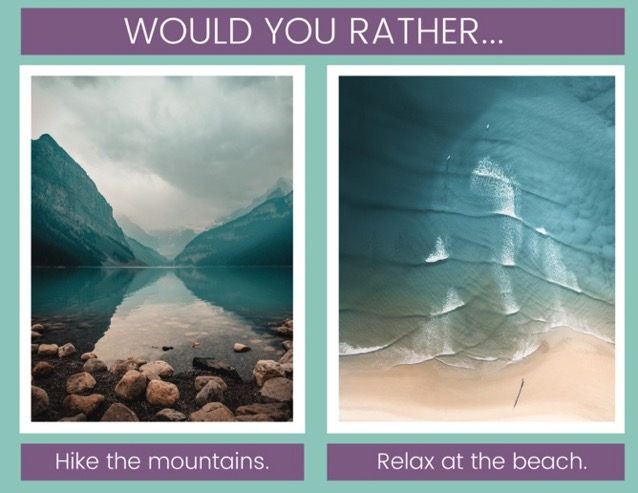 WOULD YOU RATHER...
Hike the mountains.
Relax at the beach.